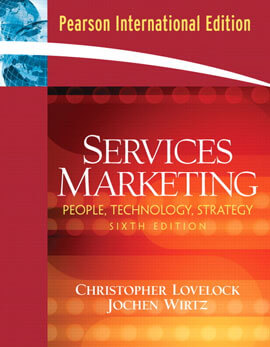 Pearson International Edition
SERVICES
MARKETING
PEOPLE, TECHNOLOGY, STRATEGY
SIXTH EDITION
CHRISTOPHER LOVELOCK
JOCHEN WIRTZ